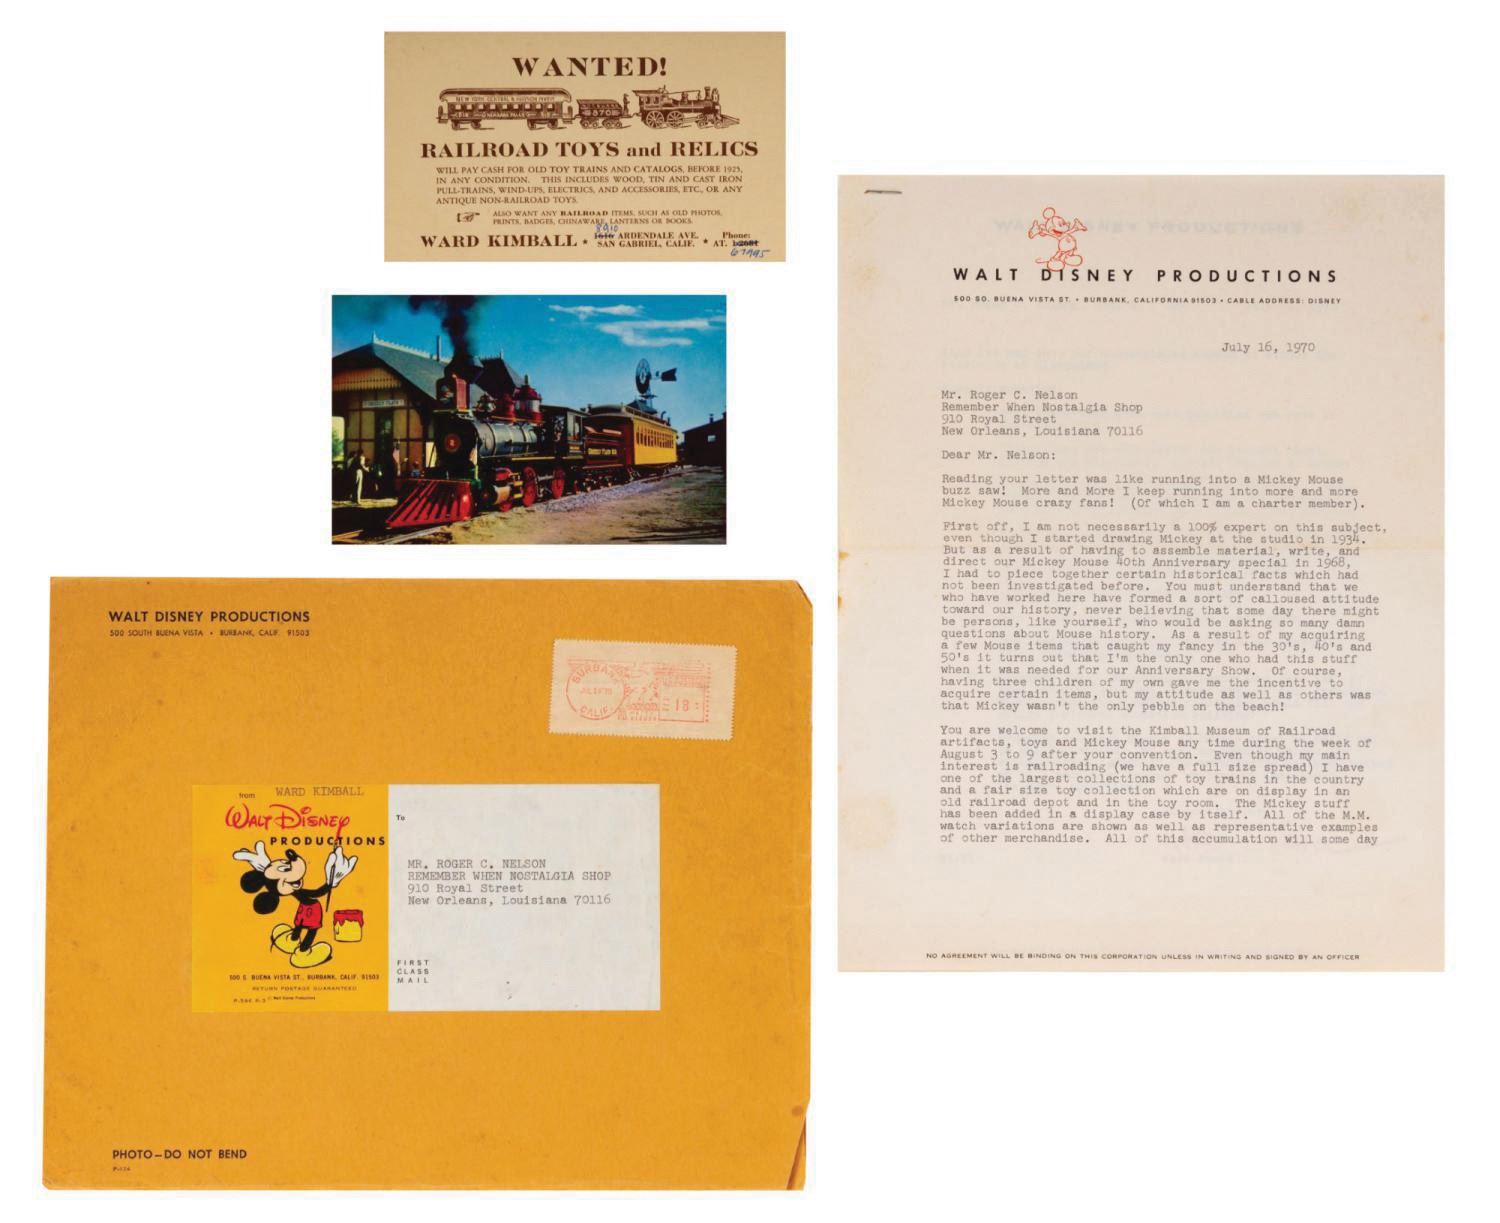 WANTED!
NEW YORK CENTRAL & HUDSON RIVER
NIAGARA FALLS
870
RAILROAD TOYS and RELICS
WILL PAY CASH FOR OLD TOY TRAINS AND CATALOGS, BEFORE 1925,
IN ANY CONDITION. THIS INCLUDES WOOD, TIN AND CAST IRON
PULL-TRAINS, WIND-UPS, ELECTRICS, AND ACCESSORIES, ETC., OR ANY
ANTIQUE NON-RAILROAD TOYS.
ALSO WANT ANY RAILROAD ITEMS, SUCH AS OLD PHOTOS,
PRINTS, BADGES, CHINAWARE, LANTERNS OR BOOKS.
8910
WARD KIMBALL ★ 1616 ARDENDALE AVE. Phone:
SAN GABRIEL, CALIF. ★ AT.
67995
GRIZZLY FLATS
2
GRIZZLY FLATS RR
WALT DISNEY PRODUCTIONS
500 SO. BUENA VISTA ST. • BURBANK, CALIFORNIA 91503 • CABLE ADDRESS: DISNEY
July 16, 1970
Mr. Roger C. Nelson
Remember When Nostalgia Shop
910 Royal Street
New Orleans, Louisiana 70116
Dear Mr. Nelson:
Reading your letter was like running into a Mickey Mouse
buzz saw! More and More I keep running into more and more
Mickey Mouse crazy fans! (Of which I am a charter member).
First off, I am not necessarily a 100% expert on this subject,
even though I started drawing Mickey at the studio in 1934.
But as a result of having to assemble material, write, and
direct our Mickey Mouse 40th Anniversary special in 1968,
I had to piece together certain historical facts which had
not been investigated before. You must understand that we
who have worked here have formed a sort of calloused attitude
toward our history, never believing that some day there might
be persons, like yourself, who would be asking so many damn
questions about Mouse history. As a result of my acquiring
a few Mouse items that caught my fancy in the 30's, 40's and
50's it turns out that I'm the only one who had this stuff
when it was needed for our Anniversary Show. Of course,
having three children of my own gave me the incentive to
acquire certain items, but my attitude as well as others was
that Mickey wasn't the only pebble on the beach!
You are welcome to visit the Kimball Museum of Railroad
artifacts, toys and Mickey Mouse any time during the week of
August 3 to 9 after your convention. Even though my main
interest is railroading (we have a full size spread) I have
one of the largest collections of toy trains in the country
and a fair size toy collection which are on display in an
old railroad depot and in the toy room. The Mickey stuff
has been added in a display case by itself. All of the M.M.
watch variations are shown as well as representative examples
of other merchandise. All of this accumulation will some day
NO AGREEMENT WILL BE BINDING ON THIS CORPORATION UNLESS IN WRITING AND SIGNED BY AN OFFICER
WALT DISNEY PRODUCTIONS
500 SOUTH BUENA VISTA • BURBANK, CALIF. 91503
BURBANK
CALIF.
18
from WARD KIMBALL
WALT DISNEY
PRODUCTIONS
500 S. BUENA VISTA ST., BURBANK, CALIF. 91503
RETURN POSTAGE GUARANTEED
© Walt Disney Productions
To
MR. ROGER C. NELSON
REMEMBER WHEN NOSTALGIA SHOP
910 Royal Street
New Orleans, Louisiana 70116
FIRST
CLASS
MAIL
PHOTO—DO NOT BEND